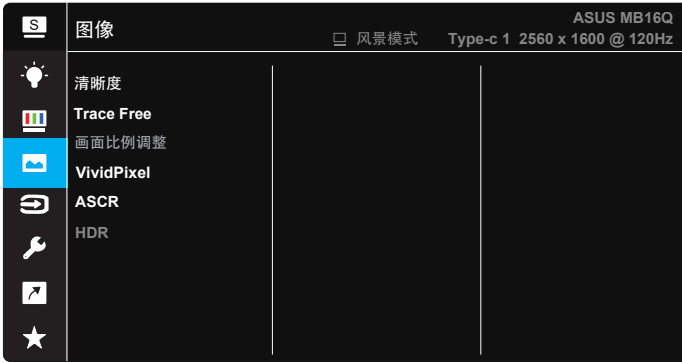 S
图像
ASUS MB16Q
风景模式 Type-c 1 2560 x 1600 @ 120Hz
清晰度
Trace Free
画面比例调整
VividPixel
ASCR
HDR